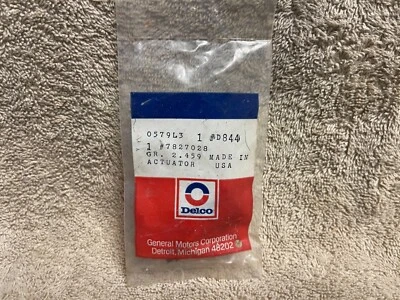 0579L3 1 #D844
1 #7827028
GR. 2.459 MADE IN
ACTUATOR USA
Delco
General Motors Corporation
Detroit, Michigan 48202